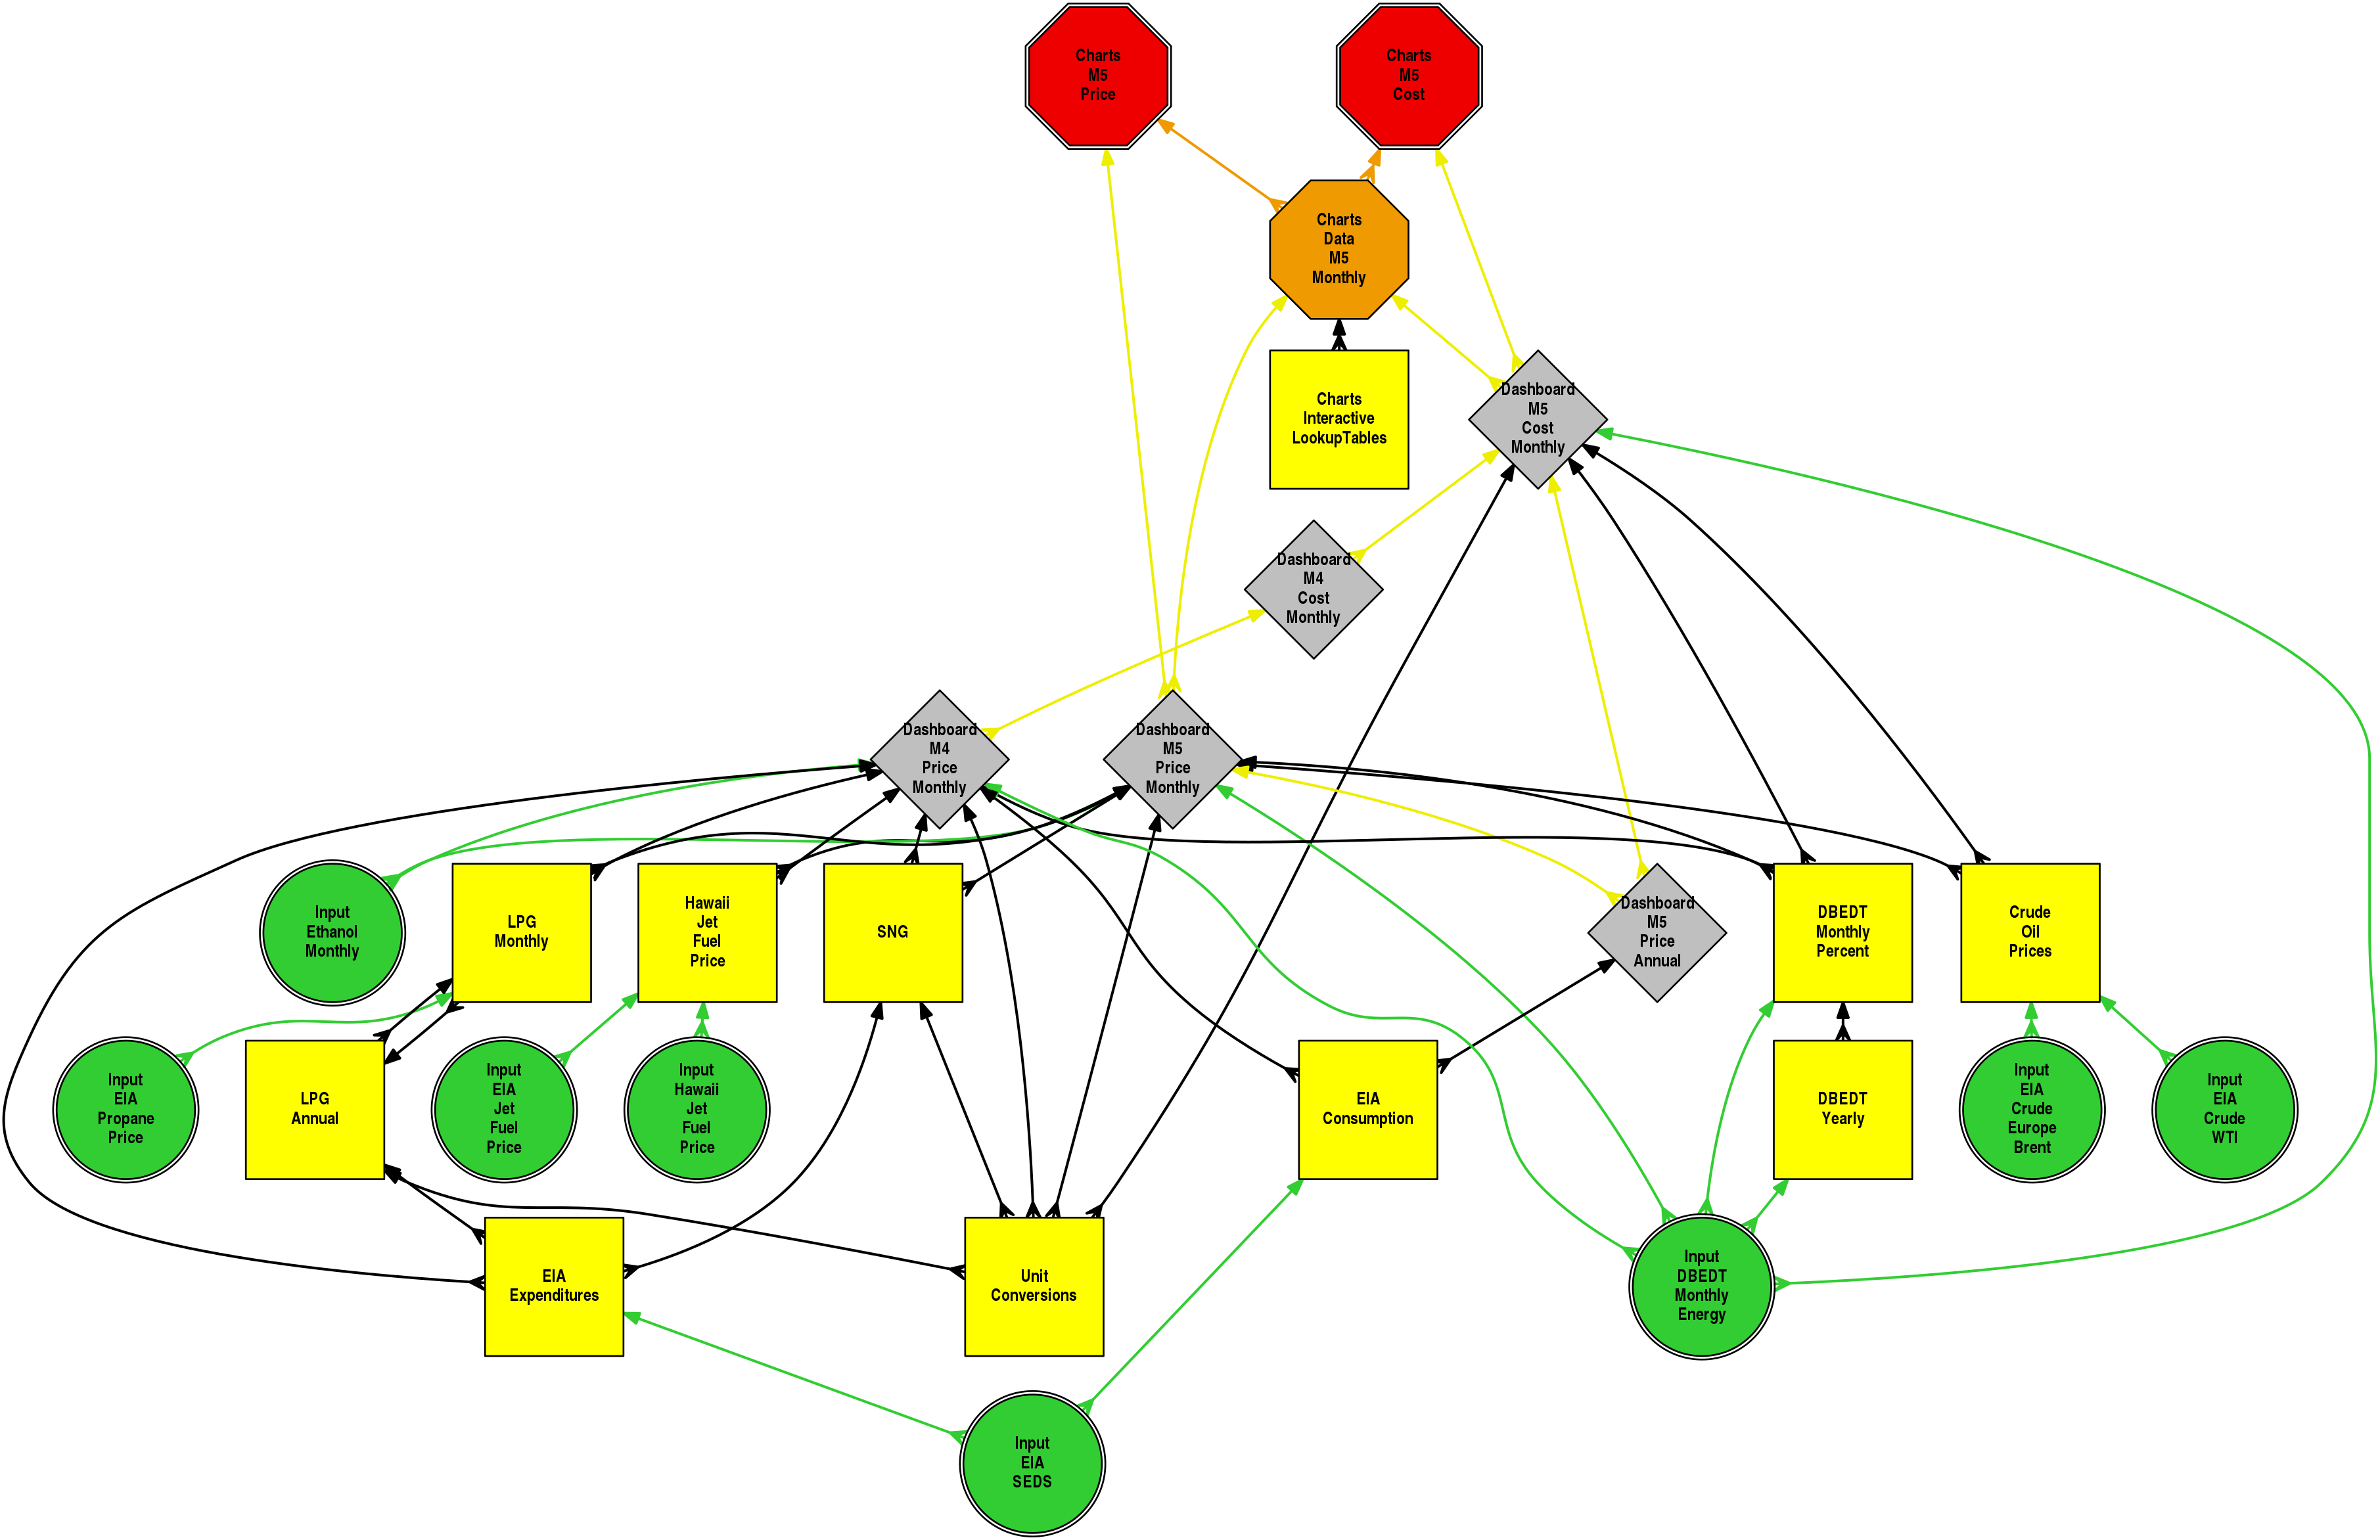 Charts
M5
Price
Charts
M5
Cost
Charts
Data
M5
Monthly
Charts
Interactive
LookupTables
Dashboard
M5
Cost
Monthly
Dashboard
M4
Cost
Monthly
Dashboard
M4
Price
Monthly
Dashboard
M5
Price
Monthly
Input
Ethanol
Monthly
LPG
Monthly
Hawaii
Jet
Fuel
Price
SNG
Dashboard
M5
Price
Annual
DBEDT
Monthly
Percent
Crude
Oil
Prices
Input
EIA
Propane
Price
LPG
Annual
Input
EIA
Jet
Fuel
Price
Input
Hawaii
Jet
Fuel
Price
EIA
Consumption
DBEDT
Yearly
Input
EIA
Crude
Europe
Brent
Input
EIA
Crude
WTI
EIA
Expenditures
Unit
Conversions
Input
DBEDT
Monthly
Energy
Input
EIA
SEDS